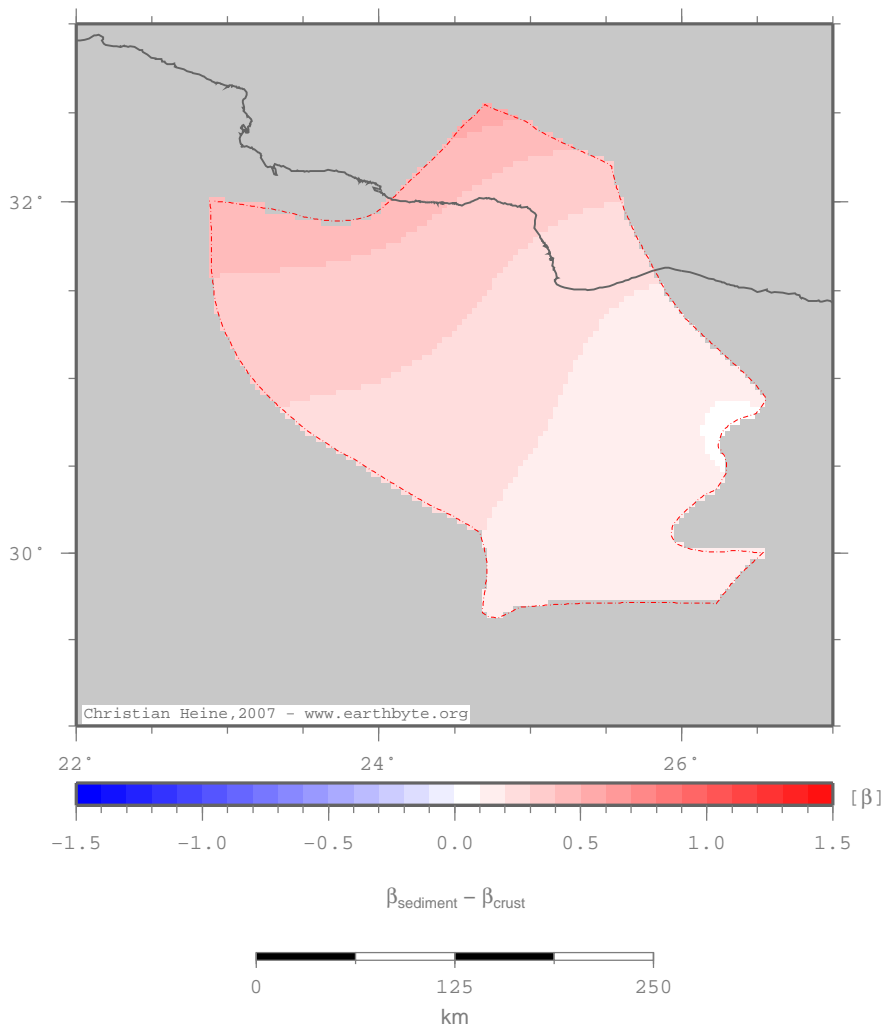 32°
30°
Christian Heine,2007 - www.earthbyte.org
22° 24° 26°
[β]
-1.5 -1.0 -0.5 0.0 0.5 1.0 1.5
βsediment – βcrust
0 125 250
km